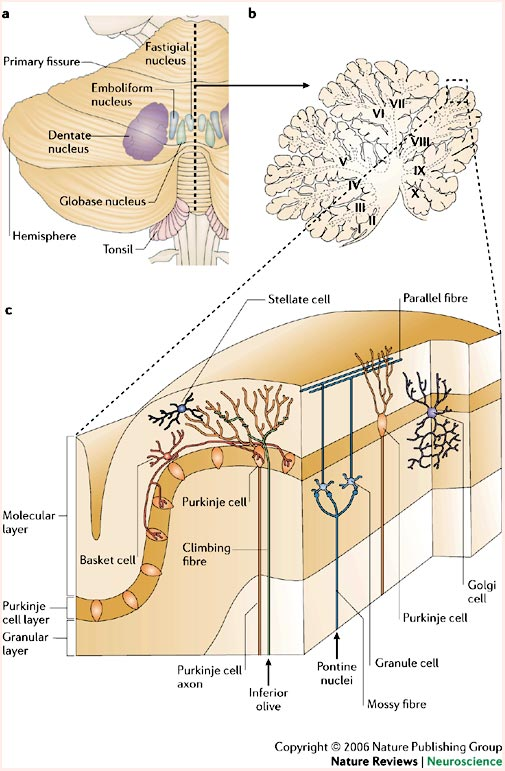 a
Fastigial
nucleus
Primary fissure
Emboliform
nucleus
Dentate
nucleus
Globase nucleus
Hemisphere
Tonsil
b
VII
VI
VIII
V
IX
IV
X
III
II
I
c
Stellate cell
Parallel fibre
Molecular
layer
Purkinje cell
Basket cell
Climbing
fibre
Golgi
cell
Purkinje
cell layer
Purkinje cell
Granular
layer
Granule cell
Purkinje cell
axon
Pontine
nuclei
Inferior
olive
Mossy fibre
Copyright © 2006 Nature Publishing Group
Nature Reviews | Neuroscience